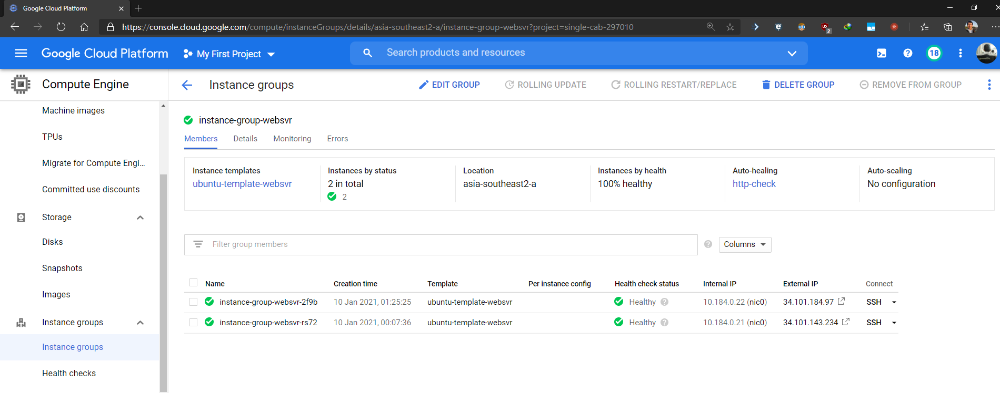 Google Cloud Platform
https://console.cloud.google.com/compute/instanceGroups/details/asia-southeast2-a/instance-group-websvr?project=single-cab-297010
2
Google Cloud Platform
My First Project
Search products and resources
18
Compute Engine
Instance groups
EDIT GROUP
ROLLING UPDATE
ROLLING RESTART/REPLACE
DELETE GROUP
REMOVE FROM GROUP
Machine images
TPUs
Migrate for Compute Engi...
Committed use discounts
Storage
Disks
Snapshots
Images
Instance groups
Instance groups
Health checks
instance-group-websvr
Members Details Monitoring Errors
Instance templates
ubuntu-template-websvr
Instances by status
2 in total
2
Location
asia-southeast2-a
Instances by health
100% healthy
Auto-healing
http-check
Auto-scaling
No configuration
Filter group members
Columns
Name Creation time Template Per instance config Health check status Internal IP External IP Connect
instance-group-websvr-2f9b 10 Jan 2021, 01:25:25 ubuntu-template-websvr Healthy 10.184.0.22 (nic0) 34.101.184.97 SSH
instance-group-websvr-rs72 10 Jan 2021, 00:07:36 ubuntu-template-websvr Healthy 10.184.0.21 (nic0) 34.101.143.234 SSH